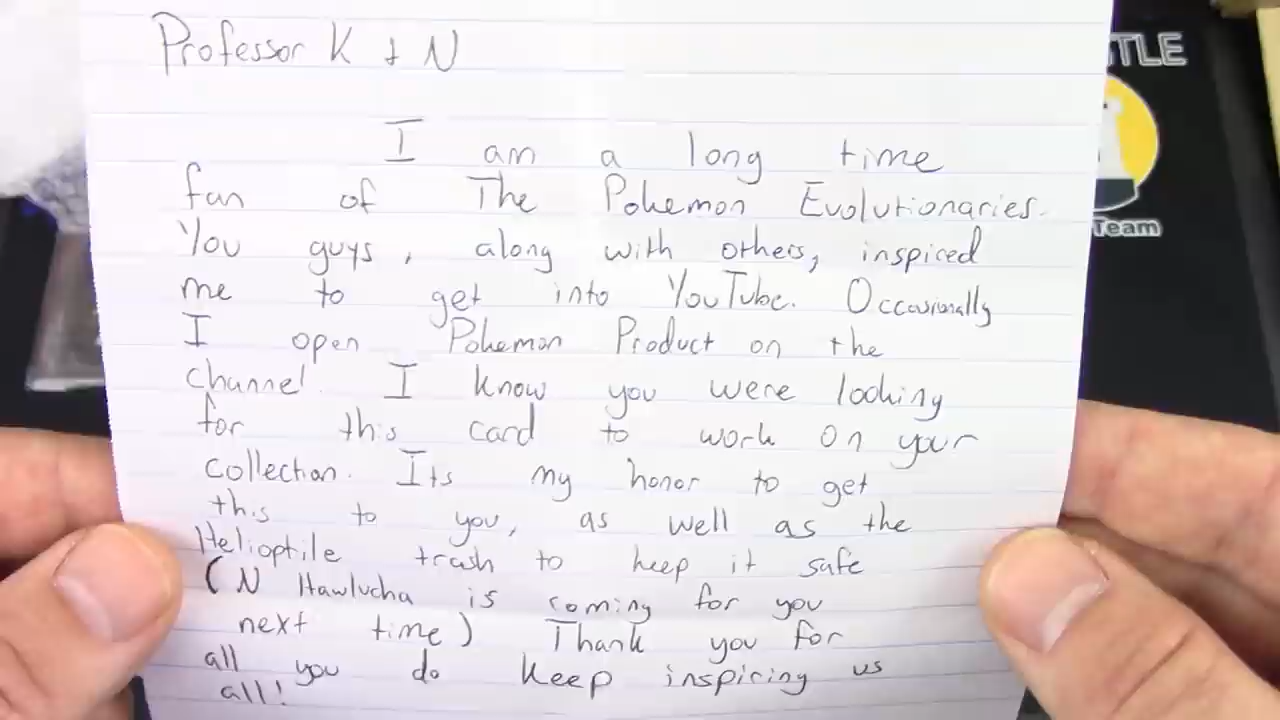 Professor K + N
I am a long time
fan of The Pokemon Evolutionaries.
You guys, along with others, inspired
me to get into YouTube. Occasionally
I open Pokemon Product on the
channel. I know you were looking
for this card to work on your
collection. Its my honor to get
this to you, as well as the
Helioptile trash to keep it safe
(N Hawlucha is coming for you
next time) Thank you for
all you do Keep inspiring us
all!
TLE
Team